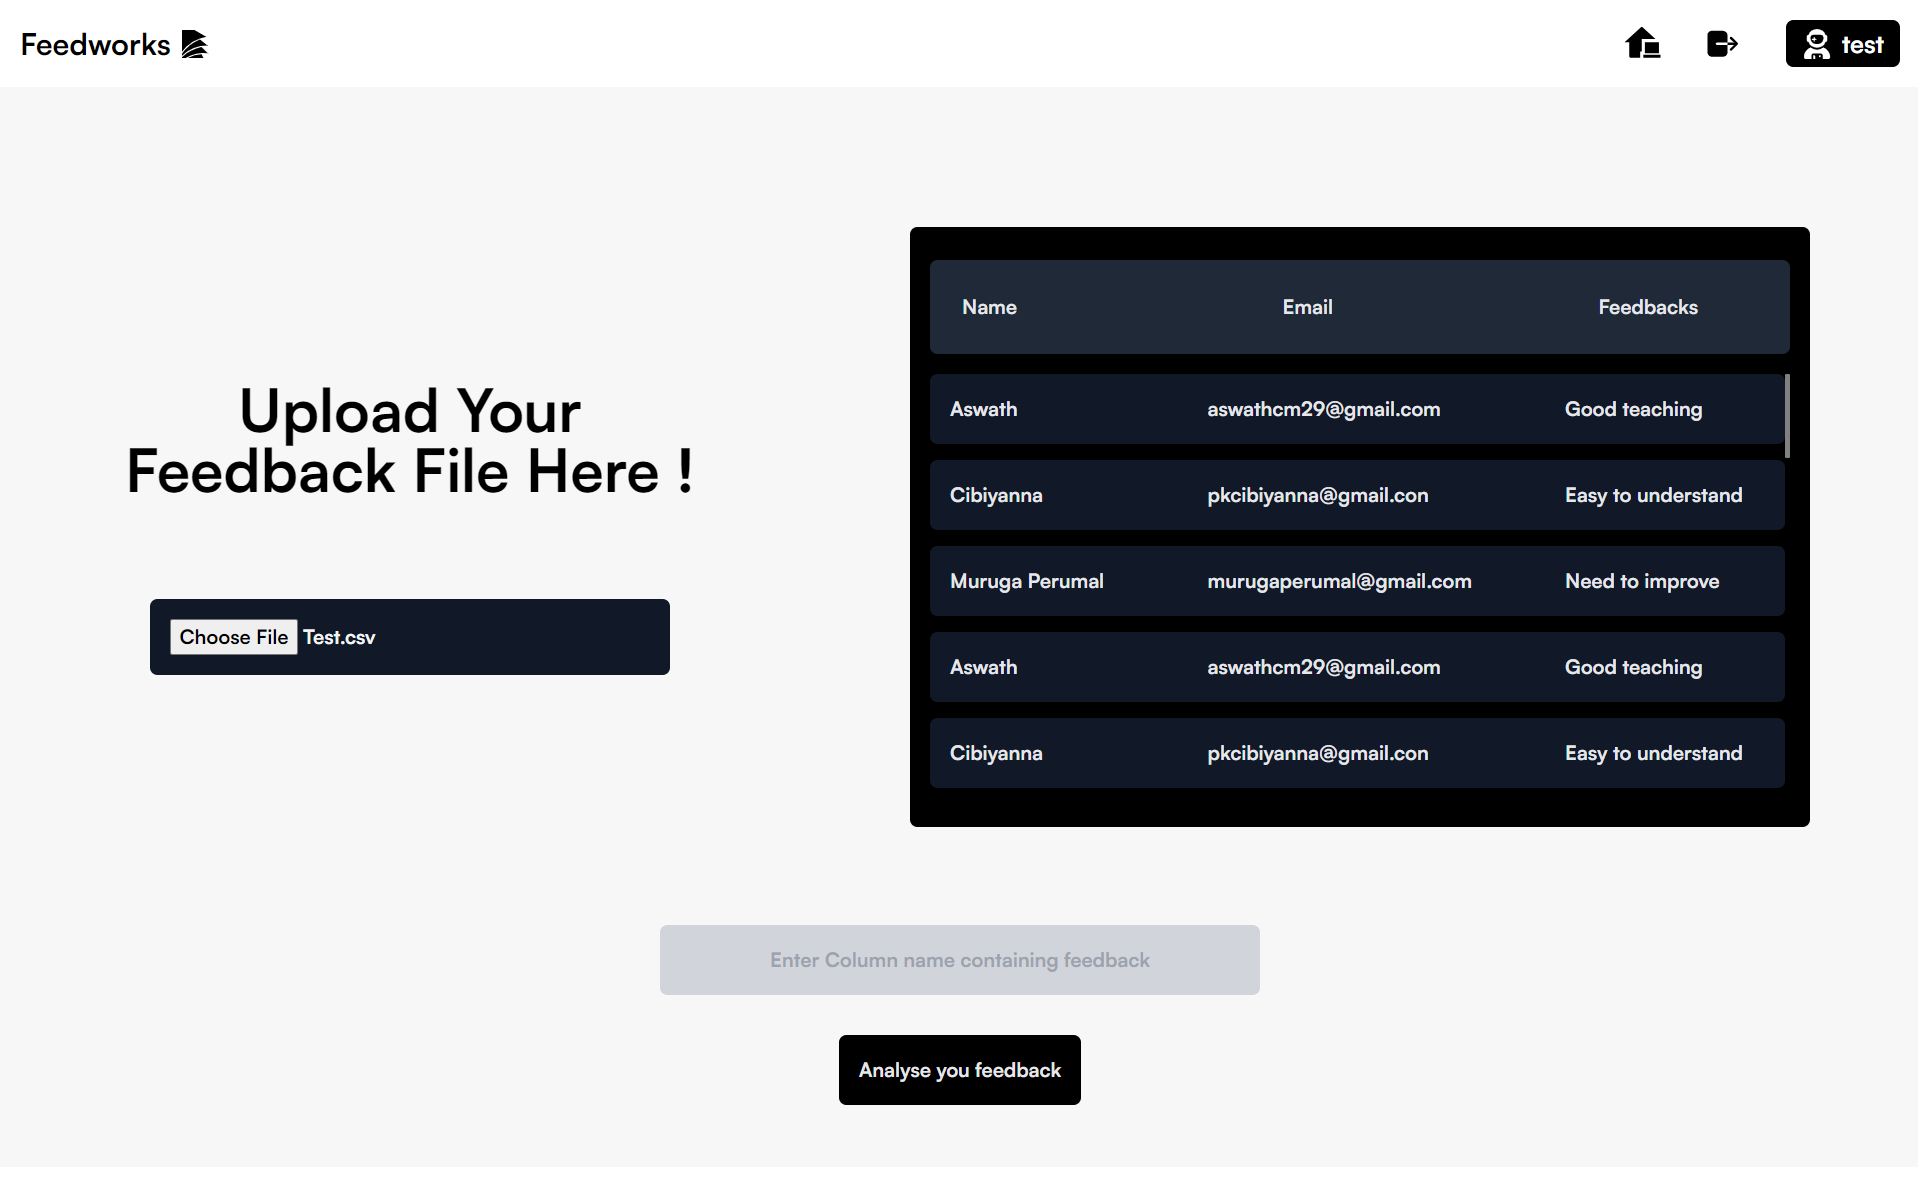 Feedworks
test
Upload Your
Feedback File Here !
Choose File Test.csv
Name Email Feedbacks
Aswath aswathcm29@gmail.com Good teaching
Cibiyanna pkcibiyanna@gmail.con Easy to understand
Muruga Perumal murugaperumal@gmail.com Need to improve
Aswath aswathcm29@gmail.com Good teaching
Cibiyanna pkcibiyanna@gmail.con Easy to understand
Enter Column name containing feedback
Analyse you feedback